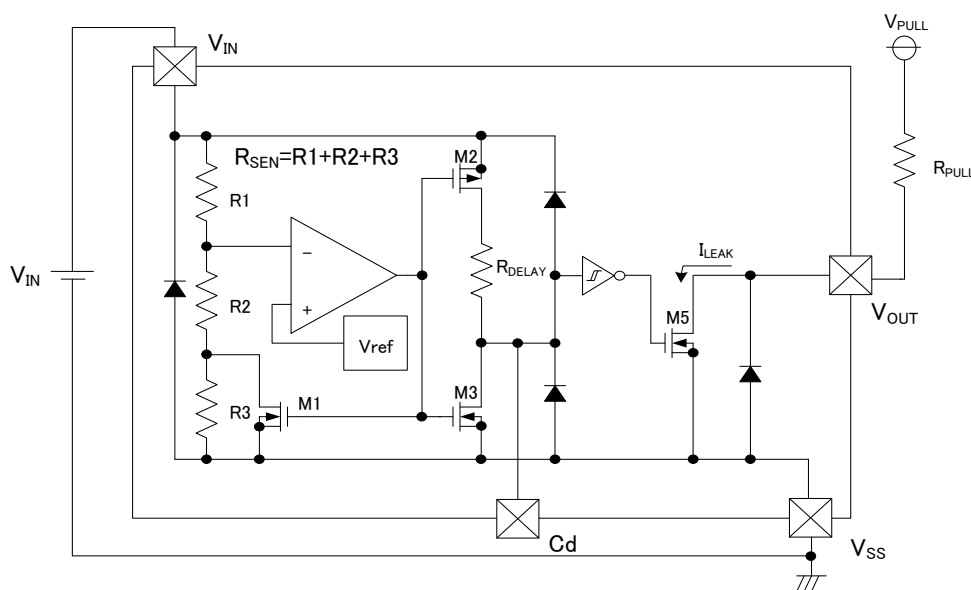 VIN
VPULL
RSEN=R1+R2+R3
M2
R1
RPULL
−
RDELAY
ILEAK
VIN
R2
+
Vref
M5
VOUT
R3
M1
M3
Cd
VSS